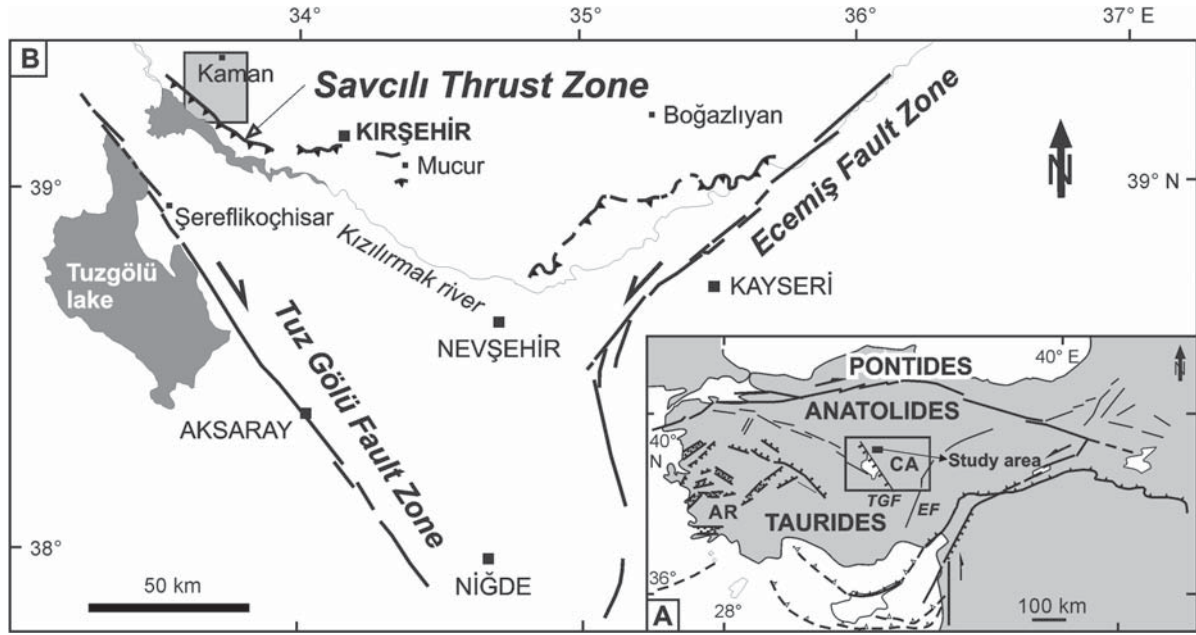 34°
35°
36°
37° E
B
Kaman
Savcılı Thrust Zone
KIRŞEHİR
Mucur
Boğazlıyan
N
39°
39° N
Şereflikoçhisar
Kızılırmak river
Ecemiş Fault Zone
Tuzgölü
lake
KAYSERİ
Tuz Gölü Fault Zone
NEVŞEHİR
AKSARAY
38°
NİĞDE
50 km
40° E
N
PONTIDES
ANATOLIDES
40°
N
CA
Study area
TGF
EF
AR
TAURIDES
36°
28°
A
100 km